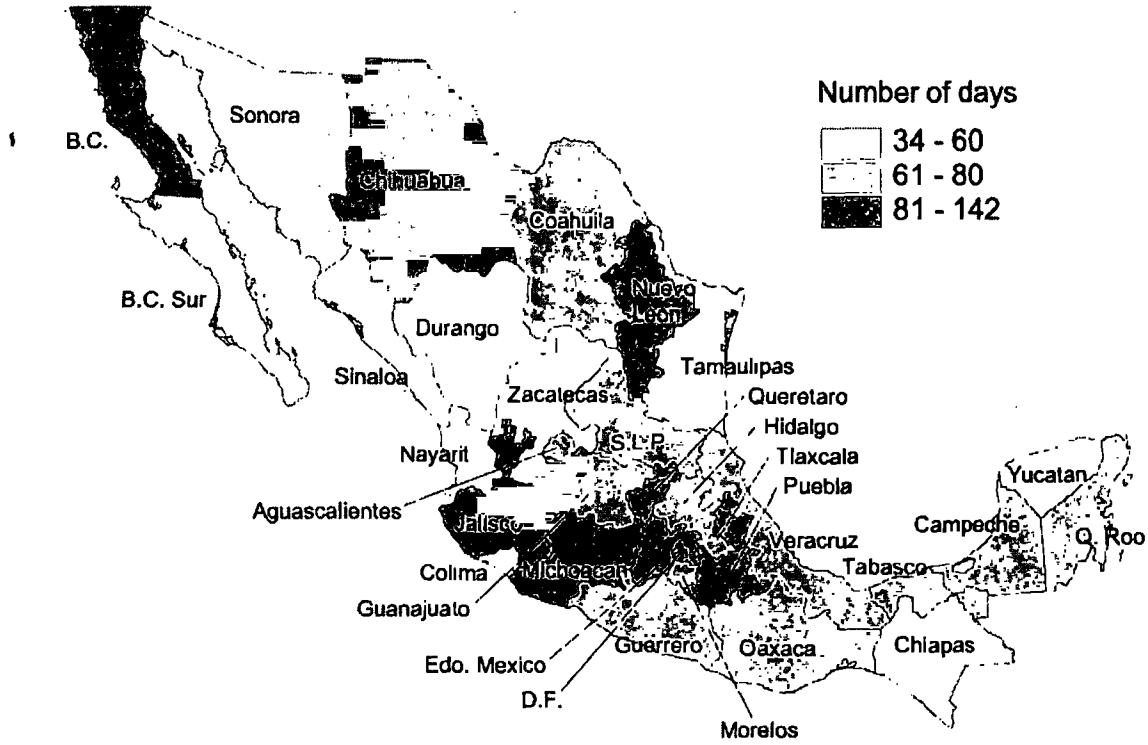 Number of days
34 - 60
61 - 80
81 - 142
Sonora
B.C.
Chihuahua
Coahuila
B.C. Sur
Nuevo
Leon
Durango
Tamaulipas
Sinaloa
Zacatecas
Queretaro
Hidalgo
S.L.P.
Nayarit
Tlaxcala
Yucatan
Puebla
Aguascalientes
Jalisco
Campeche
Q. Roo
Veracruz
Tabasco
Colima
Michoacan
Guanajuato
Guerrero
Oaxaca
Chiapas
Edo. Mexico
D.F.
Morelos